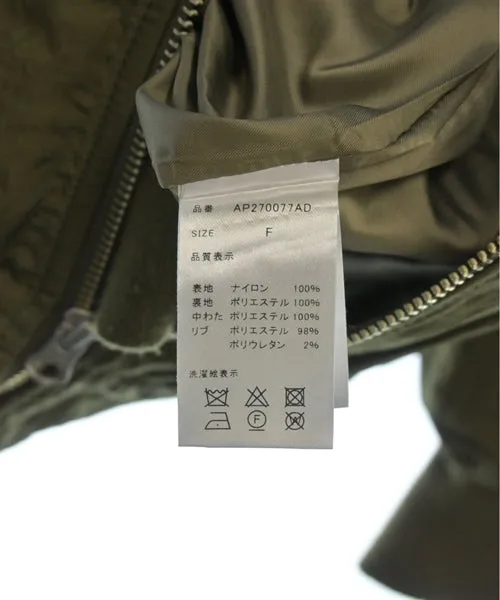 品番 AP270077AD
SIZE F
品質表示
表地 ナイロン 100%
裏地 ポリエステル 100%
中わた ポリエステル 100%
リブ ポリエステル 98%
ポリウレタン 2%
洗濯絵表示
F W